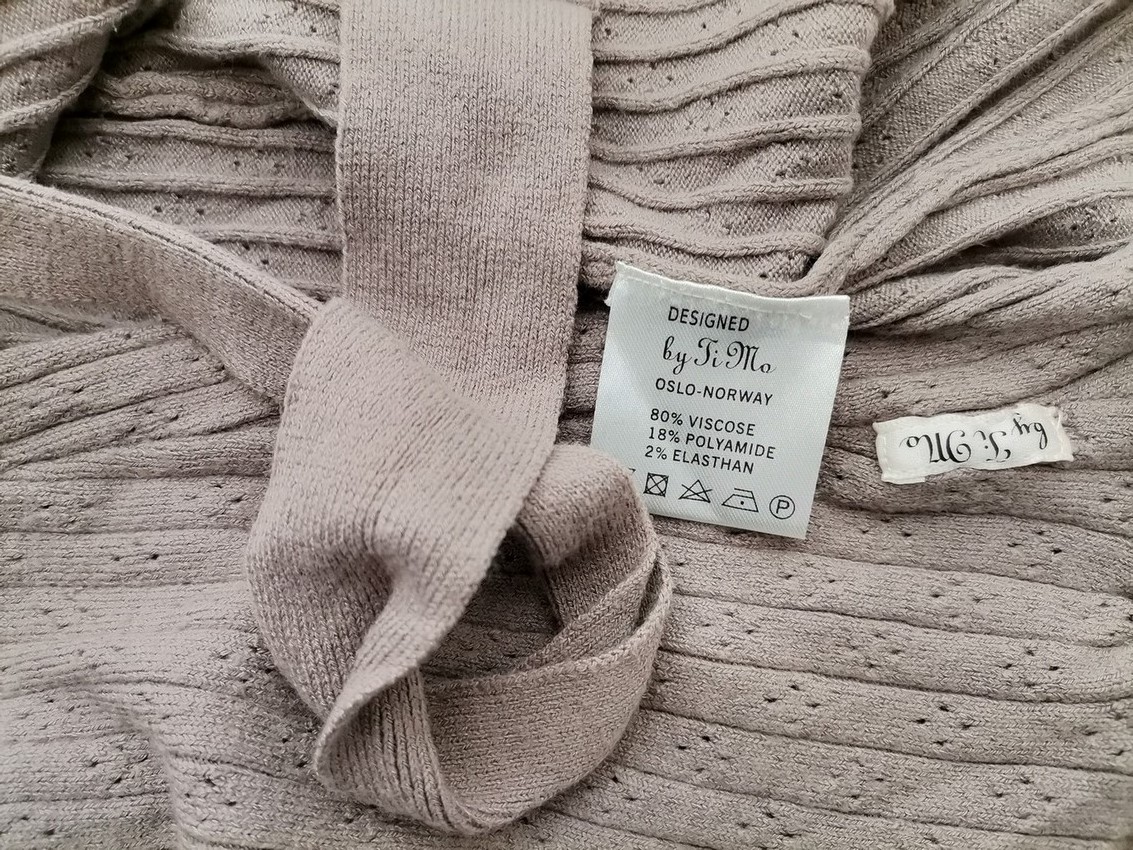 DESIGNED
by Ti Mo
OSLO-NORWAY
80% VISCOSE
18% POLYAMIDE
2% ELASTHAN
P
by Ti Mo